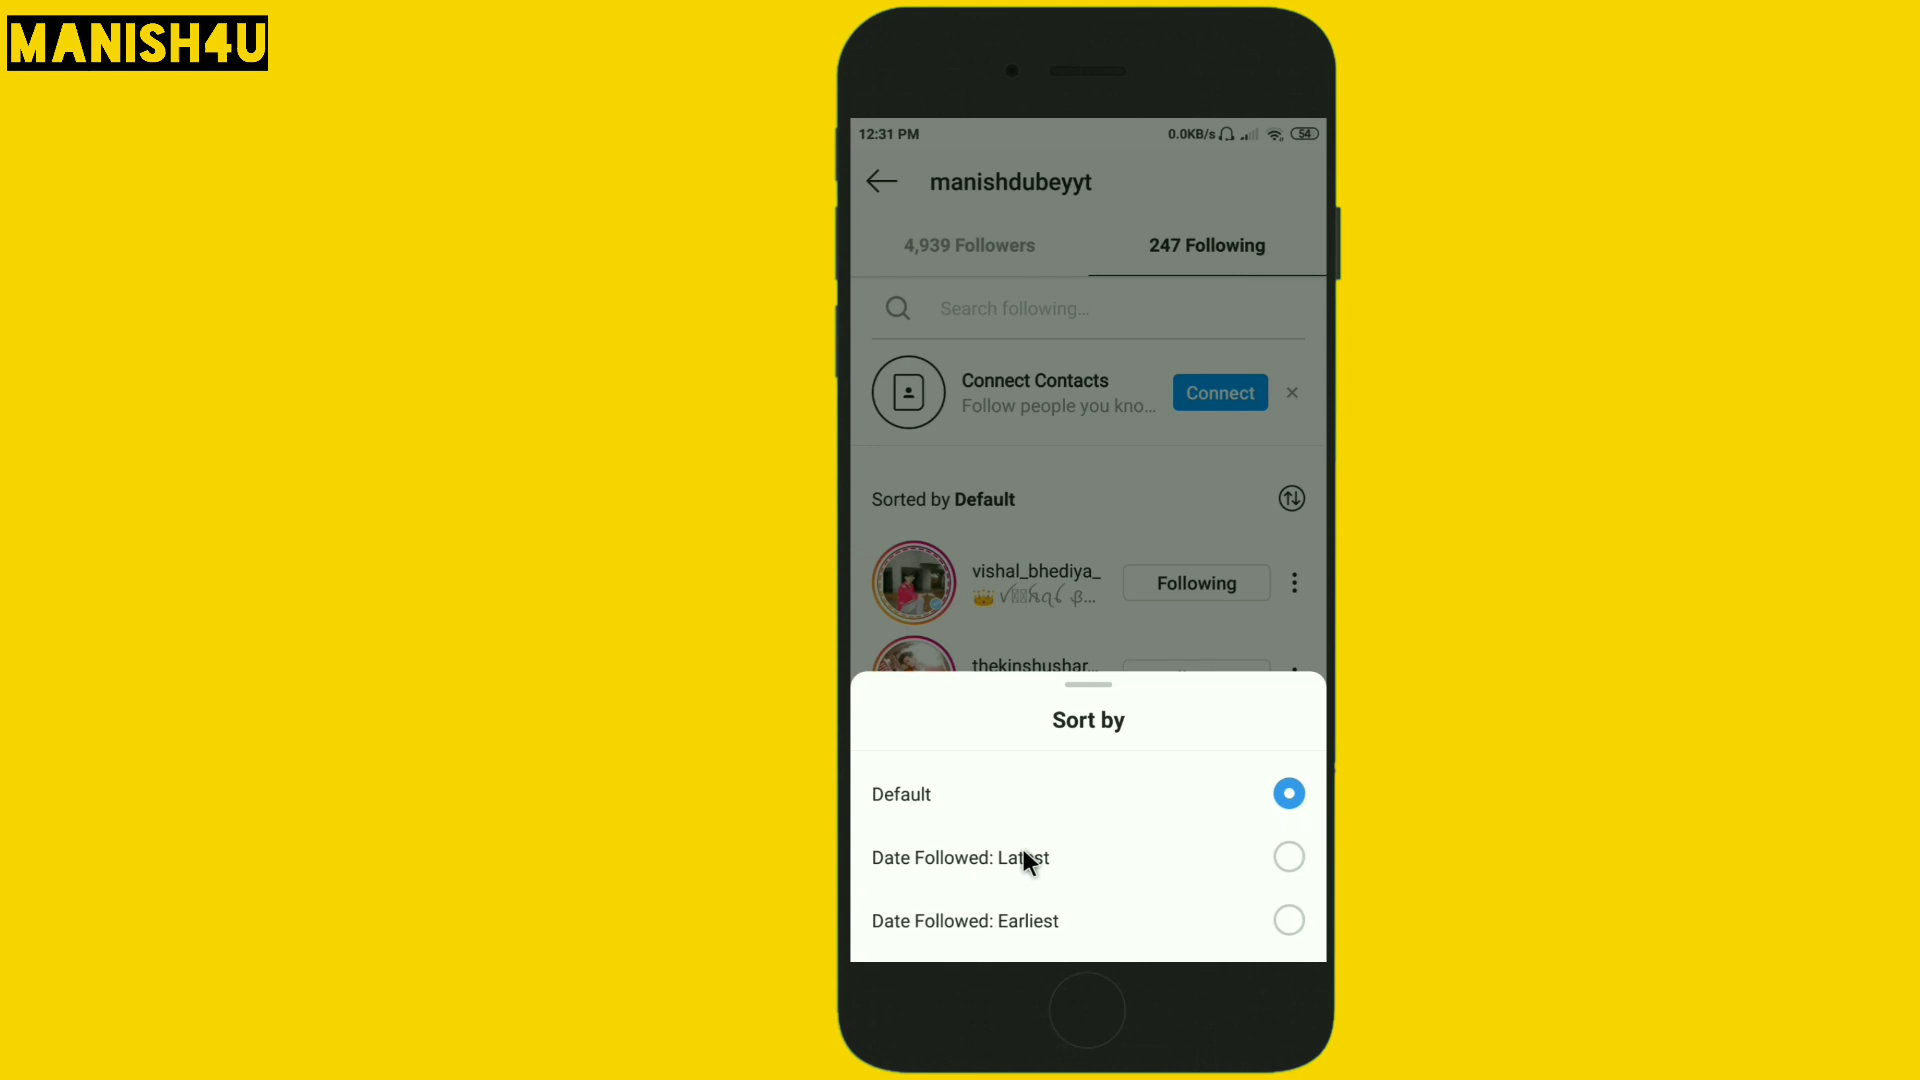 MANISH4U
12:31 PM
0.0KB/s 54
manishdubeyyt
4,939 Followers
247 Following
Search following...
Connect Contacts
Follow people you kno...
Connect
Sorted by Default
vishal_bhediya_
Following
thekinshushar...
Sort by
Default
Date Followed: Latest
Date Followed: Earliest